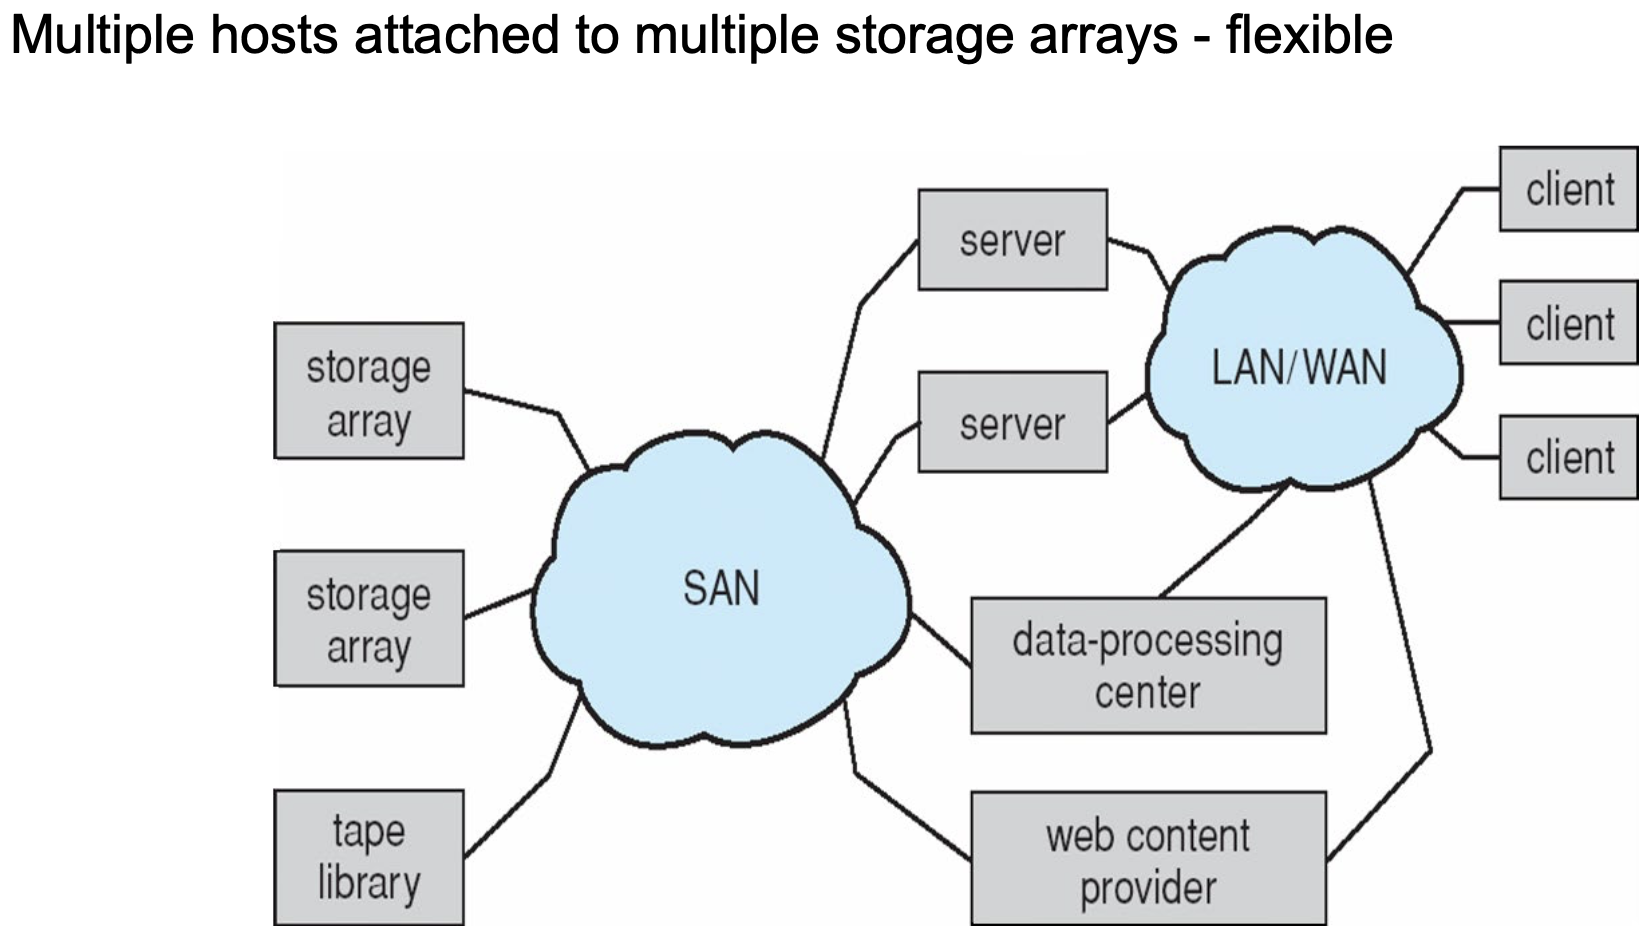 Multiple hosts attached to multiple storage arrays - flexible
storage
array
storage
array
tape
library
SAN
server
server
data-processing
center
web content
provider
LAN/WAN
client
client
client